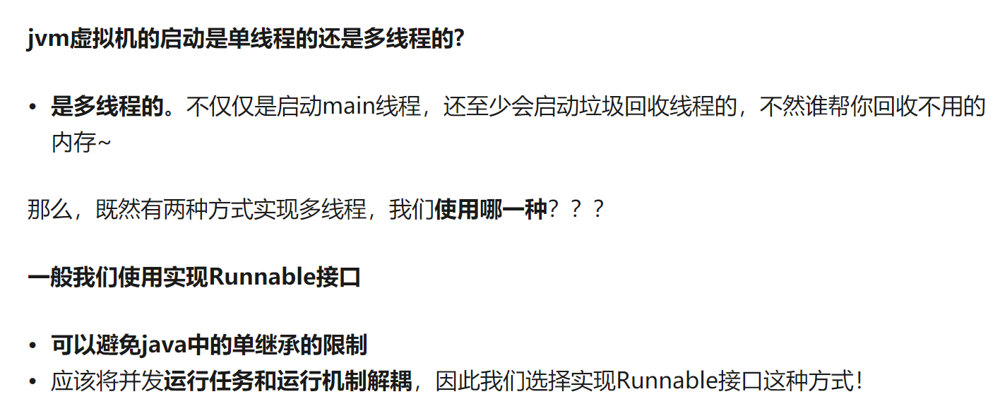 jvm虚拟机的启动是单线程的还是多线程的?
• 是多线程的。不仅仅是启动main线程，还至少会启动垃圾回收线程的，不然谁帮你回收不用的
内存~
那么，既然有两种方式实现多线程，我们使用哪一种？？？
一般我们使用实现Runnable接口
• 可以避免java中的单继承的限制
• 应该将并发运行任务和运行机制解耦，因此我们选择实现Runnable接口这种方式！